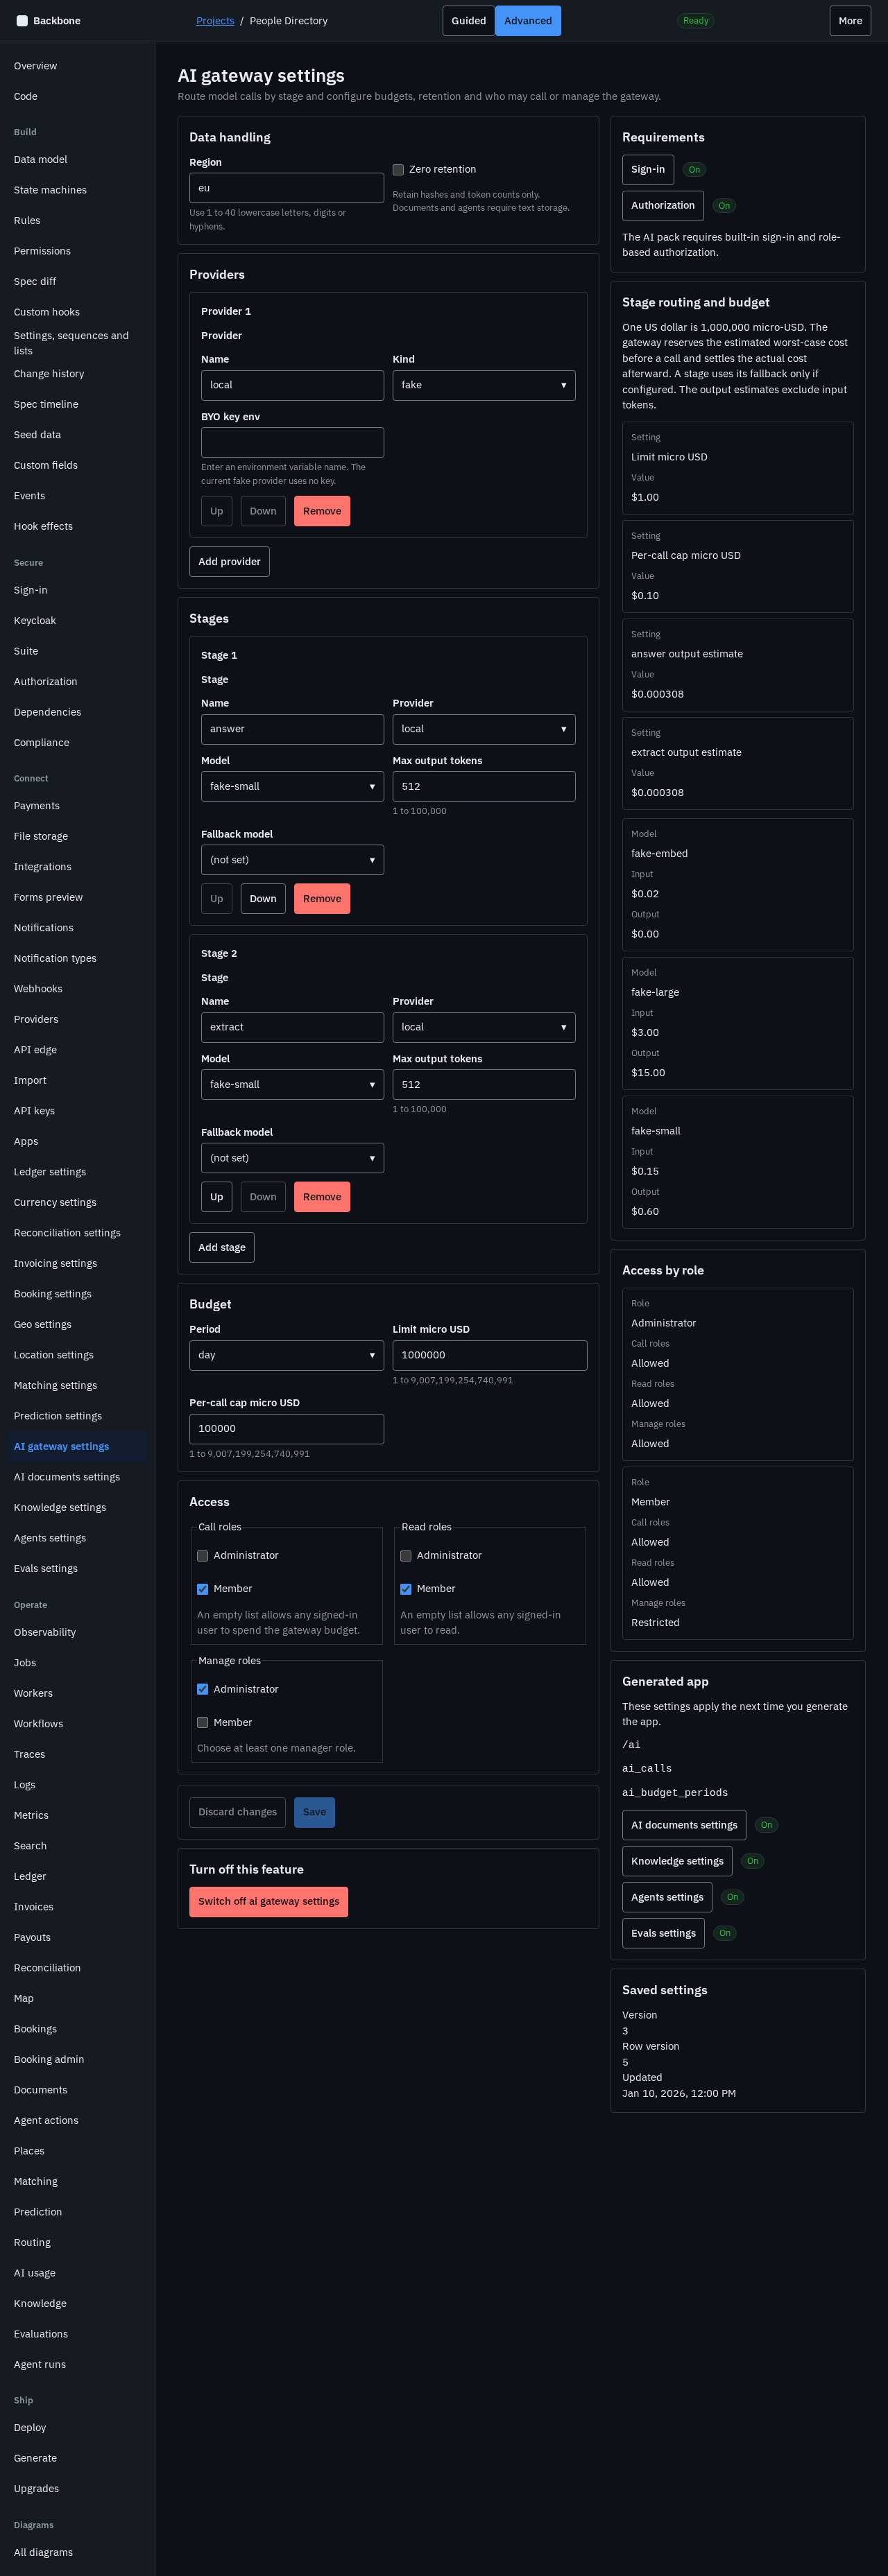 Backbone
Projects / People Directory
Guided
Advanced
Ready
More
Overview
Code
Build
Data model
State machines
Rules
Permissions
Spec diff
Custom hooks
Settings, sequences and
lists
Change history
Spec timeline
Seed data
Custom fields
Events
Hook effects
Secure
Sign-in
Keycloak
Suite
Authorization
Dependencies
Compliance
Connect
Payments
File storage
Integrations
Forms preview
Notifications
Notification types
Webhooks
Providers
API edge
Import
API keys
Apps
Ledger settings
Currency settings
Reconciliation settings
Invoicing settings
Booking settings
Geo settings
Location settings
Matching settings
Prediction settings
AI gateway settings
AI documents settings
Knowledge settings
Agents settings
Evals settings
Operate
Observability
Jobs
Workers
Workflows
Traces
Logs
Metrics
Search
Ledger
Invoices
Payouts
Reconciliation
Map
Bookings
Booking admin
Documents
Agent actions
Places
Matching
Prediction
Routing
AI usage
Knowledge
Evaluations
Agent runs
Ship
Deploy
Generate
Upgrades
Diagrams
All diagrams
AI gateway settings
Route model calls by stage and configure budgets, retention and who may call or manage the gateway.
Data handling
Region
eu
Use 1 to 40 lowercase letters, digits or
hyphens.
Zero retention
Retain hashes and token counts only.
Documents and agents require text storage.
Providers
Provider 1
Provider
Name
Kind
local
fake
BYO key env
Enter an environment variable name. The
current fake provider uses no key.
Up
Down
Remove
Add provider
Stages
Stage 1
Stage
Name
Provider
answer
local
Model
Max output tokens
fake-small
512
1 to 100,000
Fallback model
(not set)
Up
Down
Remove
Stage 2
Stage
Name
Provider
extract
local
Model
Max output tokens
fake-small
512
1 to 100,000
Fallback model
(not set)
Up
Down
Remove
Add stage
Budget
Period
Limit micro USD
day
1000000
1 to 9,007,199,254,740,991
Per-call cap micro USD
100000
1 to 9,007,199,254,740,991
Access
Call roles
Administrator
Member
An empty list allows any signed-in
user to spend the gateway budget.
Read roles
Administrator
Member
An empty list allows any signed-in
user to read.
Manage roles
Administrator
Member
Choose at least one manager role.
Discard changes
Save
Turn off this feature
Switch off ai gateway settings
Requirements
Sign-in
On
Authorization
On
The AI pack requires built-in sign-in and role-
based authorization.
Stage routing and budget
One US dollar is 1,000,000 micro-USD. The
gateway reserves the estimated worst-case cost
before a call and settles the actual cost
afterward. A stage uses its fallback only if
configured. The output estimates exclude input
tokens.
Setting
Limit micro USD
Value
$1.00
Setting
Per-call cap micro USD
Value
$0.10
Setting
answer output estimate
Value
$0.000308
Setting
extract output estimate
Value
$0.000308
Model
fake-embed
Input
$0.02
Output
$0.00
Model
fake-large
Input
$3.00
Output
$15.00
Model
fake-small
Input
$0.15
Output
$0.60
Access by role
Role
Administrator
Call roles
Allowed
Read roles
Allowed
Manage roles
Allowed
Role
Member
Call roles
Allowed
Read roles
Allowed
Manage roles
Restricted
Generated app
These settings apply the next time you generate
the app.
/ai
ai_calls
ai_budget_periods
AI documents settings
On
Knowledge settings
On
Agents settings
On
Evals settings
On
Saved settings
Version
3
Row version
5
Updated
Jan 10, 2026, 12:00 PM